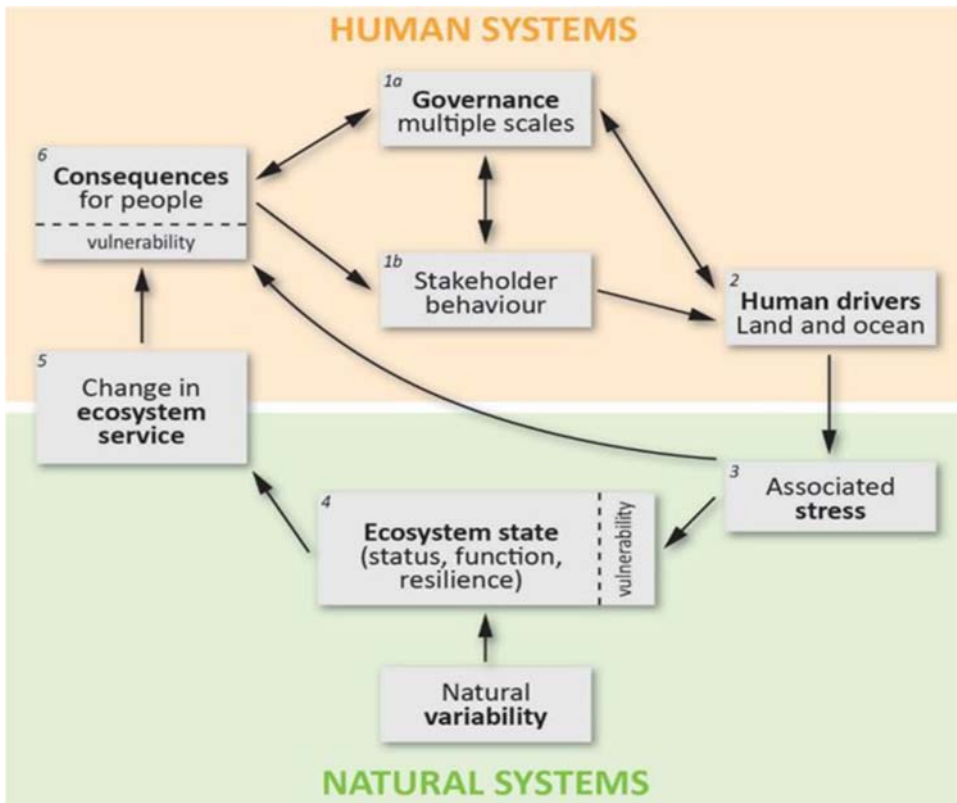 HUMAN SYSTEMS
1a
Governance
multiple scales
6
Consequences
for people
vulnerability
1b
Stakeholder
behaviour
2
Human drivers
Land and ocean
5
Change in
ecosystem
service
3
Associated
stress
4
Ecosystem state
(status, function,
resilience)
vulnerability
Natural
variability
NATURAL SYSTEMS